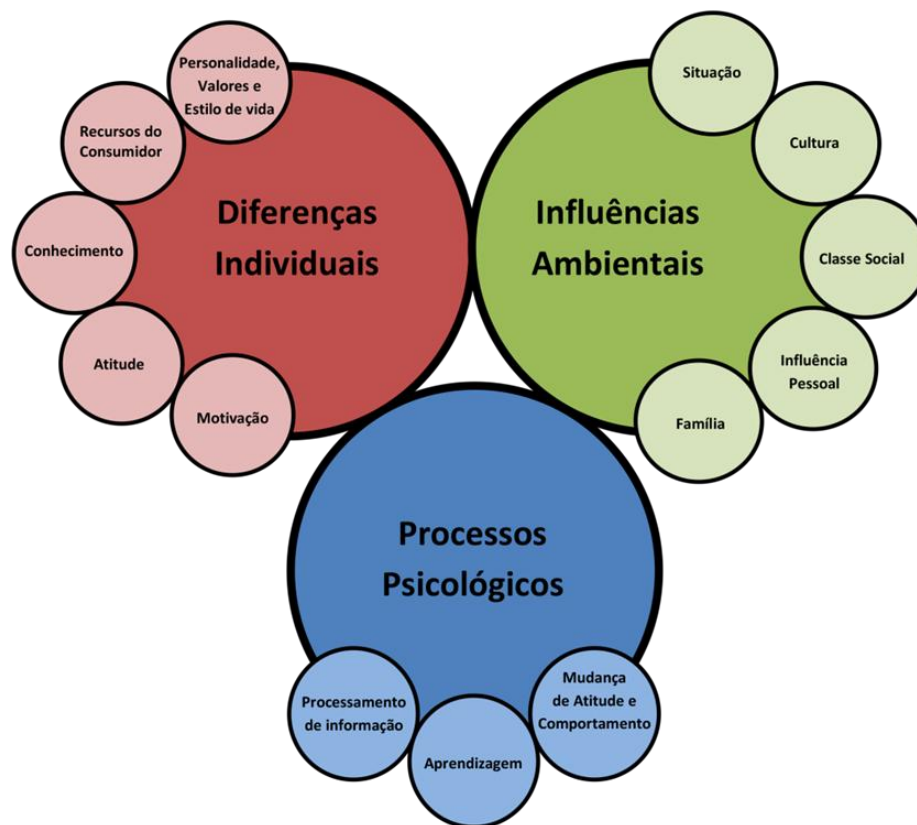 Personalidade,
Valores e
Estilo de vida
Recursos do
Consumidor
Conhecimento
Atitude
Motivação
Diferenças
Individuais
Influências
Ambientais
Situação
Cultura
Classe Social
Influência
Pessoal
Família
Processos
Psicológicos
Processamento
de informação
Aprendizagem
Mudança
de Atitude e
Comportamento